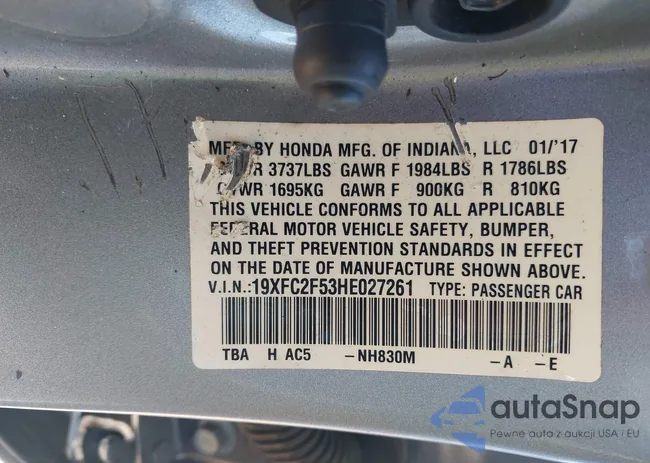 BY HONDA MFG. OF INDIANA, LLC 01/'17
3737LBS GAWR F 1984LBS R 1786LBS
GVWR 1695KG GAWR F 900KG R 810KG
THIS VEHICLE CONFORMS TO ALL APPLICABLE
FEDERAL MOTOR VEHICLE SAFETY, BUMPER,
AND THEFT PREVENTION STANDARDS IN EFFECT
ON THE DATE OF MANUFACTURE SHOWN ABOVE.
V.I.N.:19XFC2F53HE027261 TYPE: PASSENGER CAR
TBA H AC5 -NH830M -A -E
autaSnap
Pewne auta z aukcji USA / EU